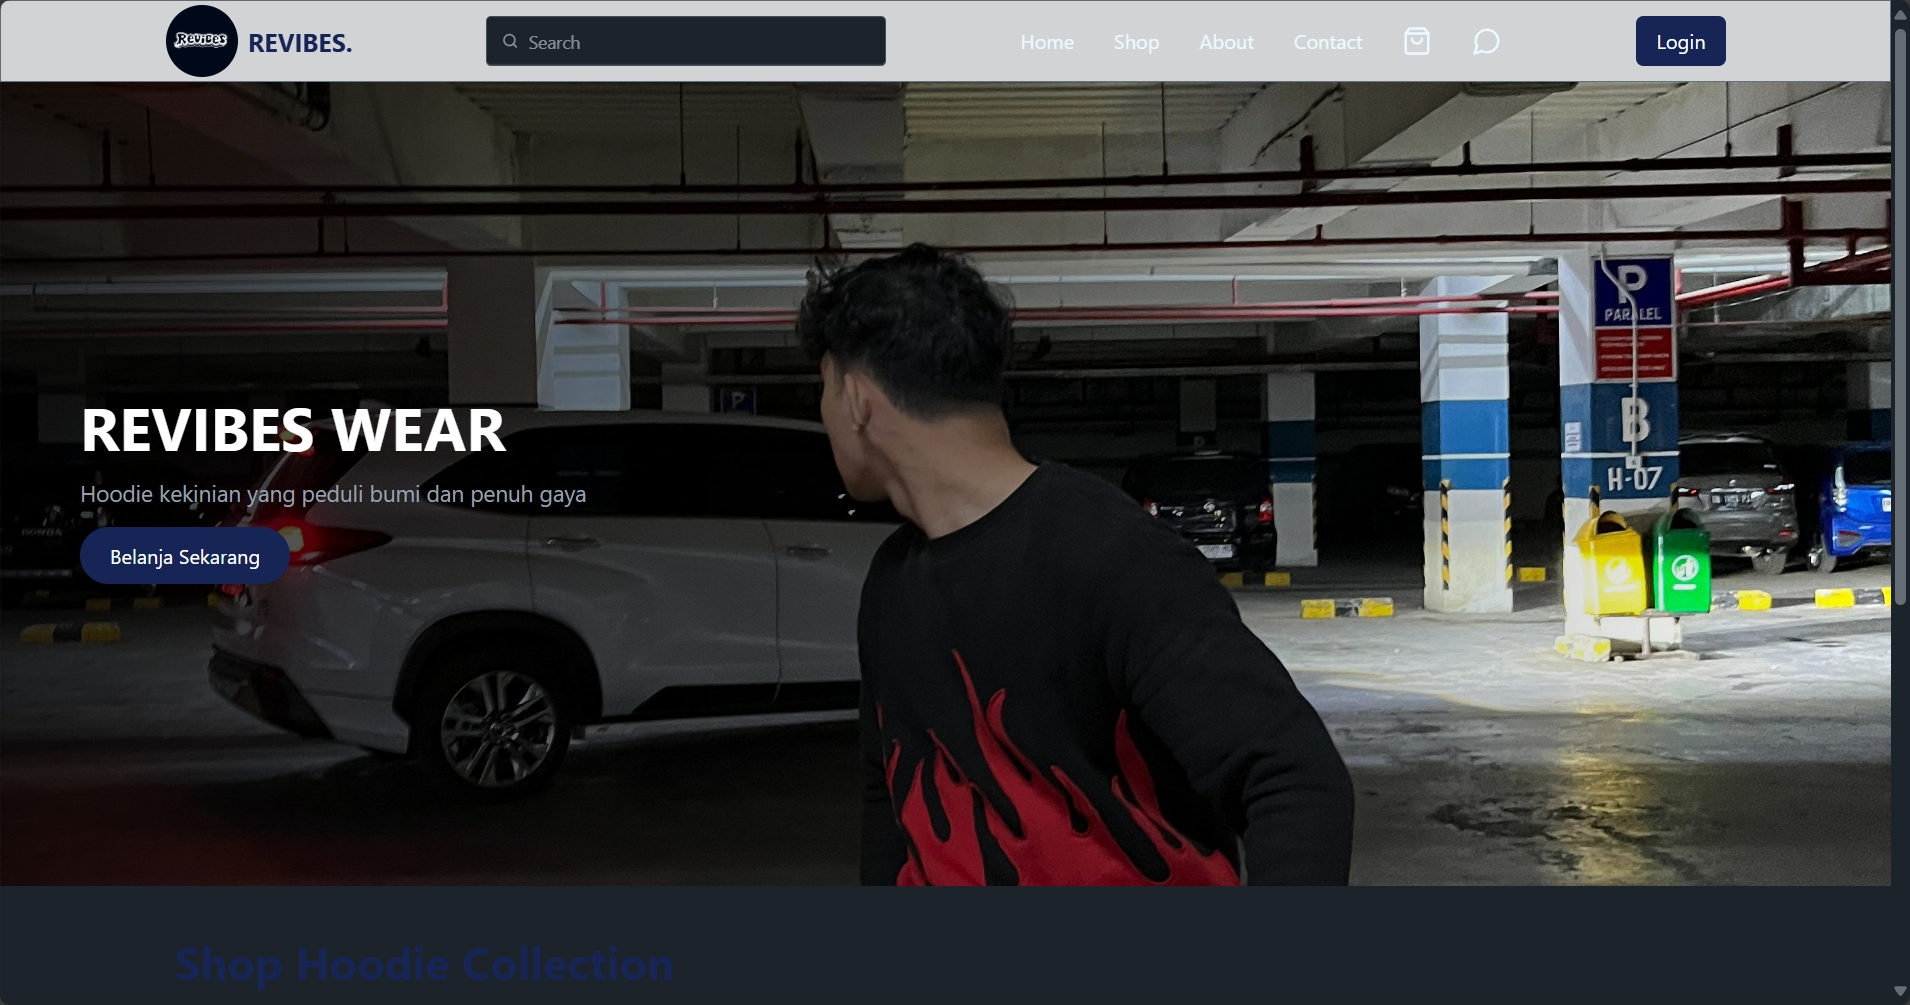 Revibes
REVIBES.
Search
Home
Shop
About
Contact
Login
P
PARALEL
B
H-07
P
REVIBES WEAR
Hoodie kekinian yang peduli bumi dan penuh gaya
HONDA
Belanja Sekarang
Shop Hoodie Collection